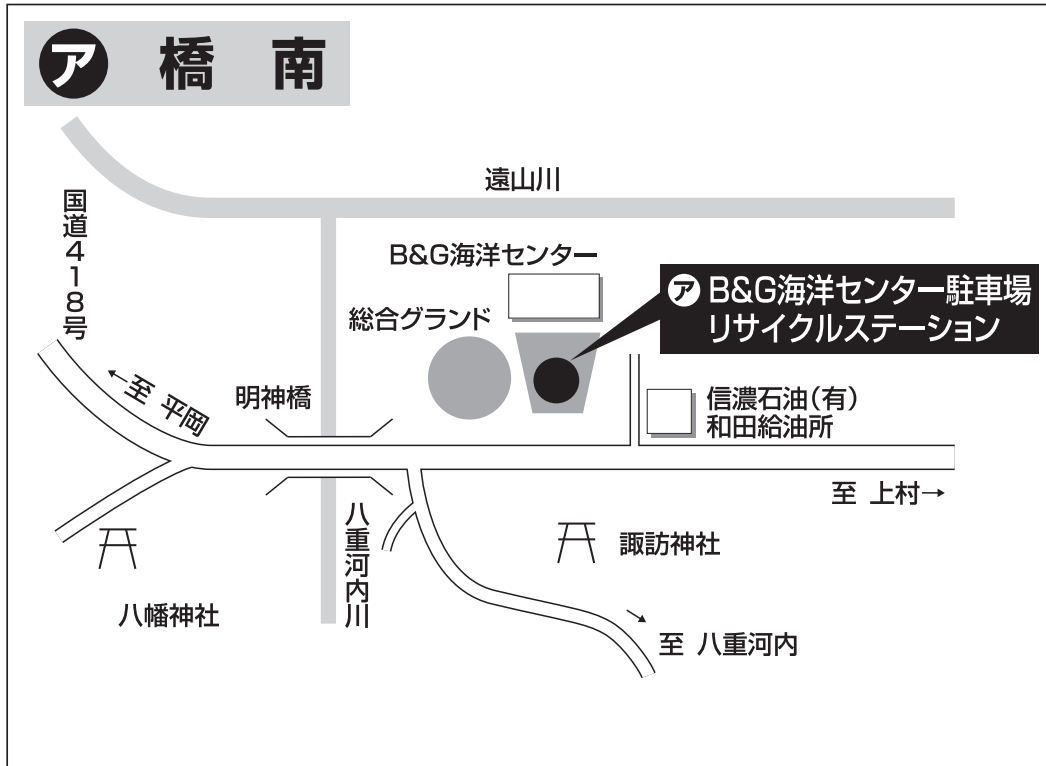 ア 橋 南
遠山川
国道418号
B&G海洋センター
ア B&G海洋センター駐車場
リサイクルステーション
総合グランド
←至 平岡
明神橋
信濃石油(有)
和田給油所
至 上村→
八重河内川
諏訪神社
八幡神社
至 八重河内